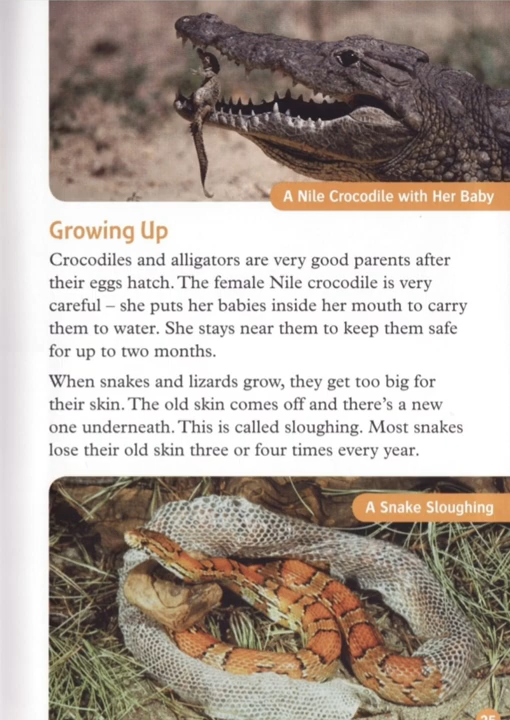 A Nile Crocodile with Her Baby
Growing Up
Crocodiles and alligators are very good parents after
their eggs hatch. The female Nile crocodile is very
careful – she puts her babies inside her mouth to carry
them to water. She stays near them to keep them safe
for up to two months.
When snakes and lizards grow, they get too big for
their skin. The old skin comes off and there's a new
one underneath. This is called sloughing. Most snakes
lose their old skin three or four times every year.
A Snake Sloughing